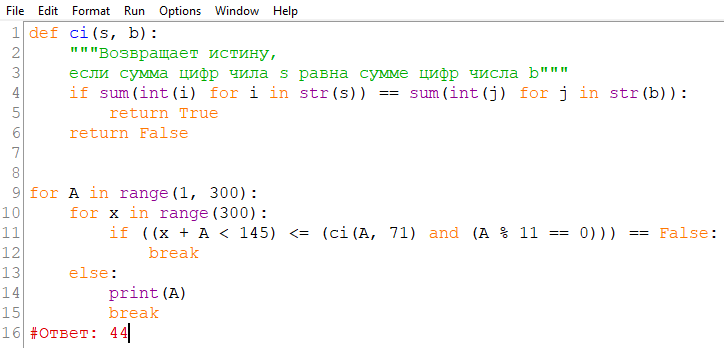 File Edit Format Run Options Window Help
1 def ci(s, b):
2     """Возвращает истину,
3     если сумма цифр чила s равна сумме цифр числа b"""
4     if sum(int(i) for i in str(s)) == sum(int(j) for j in str(b)):
5         return True
6     return False
7
8
9 for A in range(1, 300):
10     for x in range(300):
11         if ((x + A < 145) <= (ci(A, 71) and (A % 11 == 0))) == False:
12             break
13     else:
14         print(A)
15         break
16 #Ответ: 44